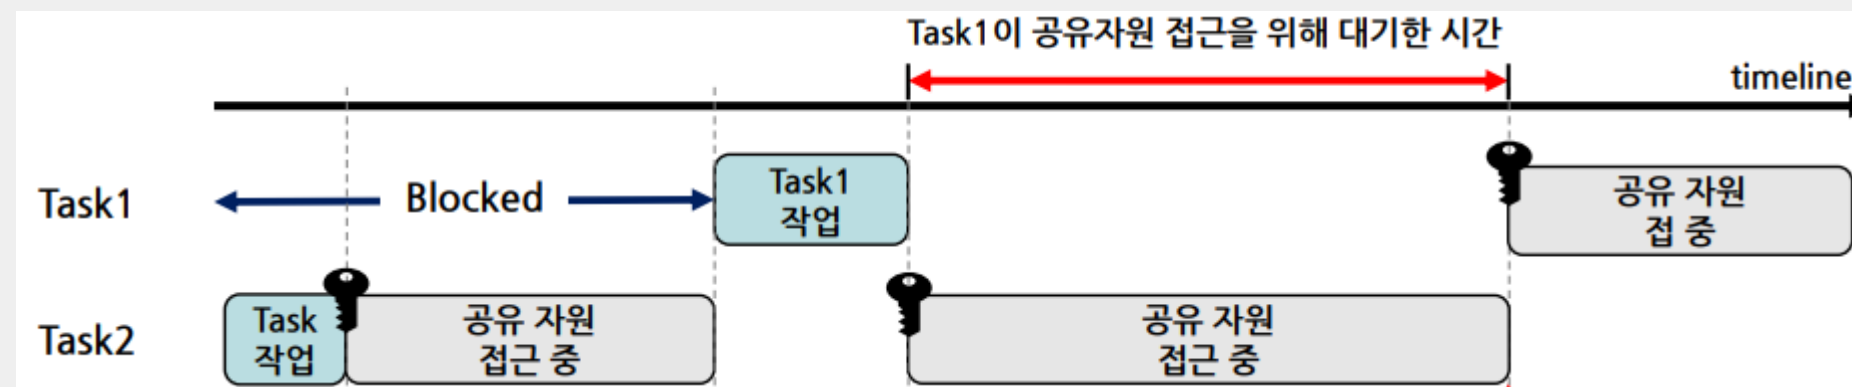 Task1이 공유자원 접근을 위해 대기한 시간
timeline
Task1
Blocked
Task1
작업
공유 자원
접 중
Task2
Task
작업
공유 자원
접근 중
공유 자원
접근 중